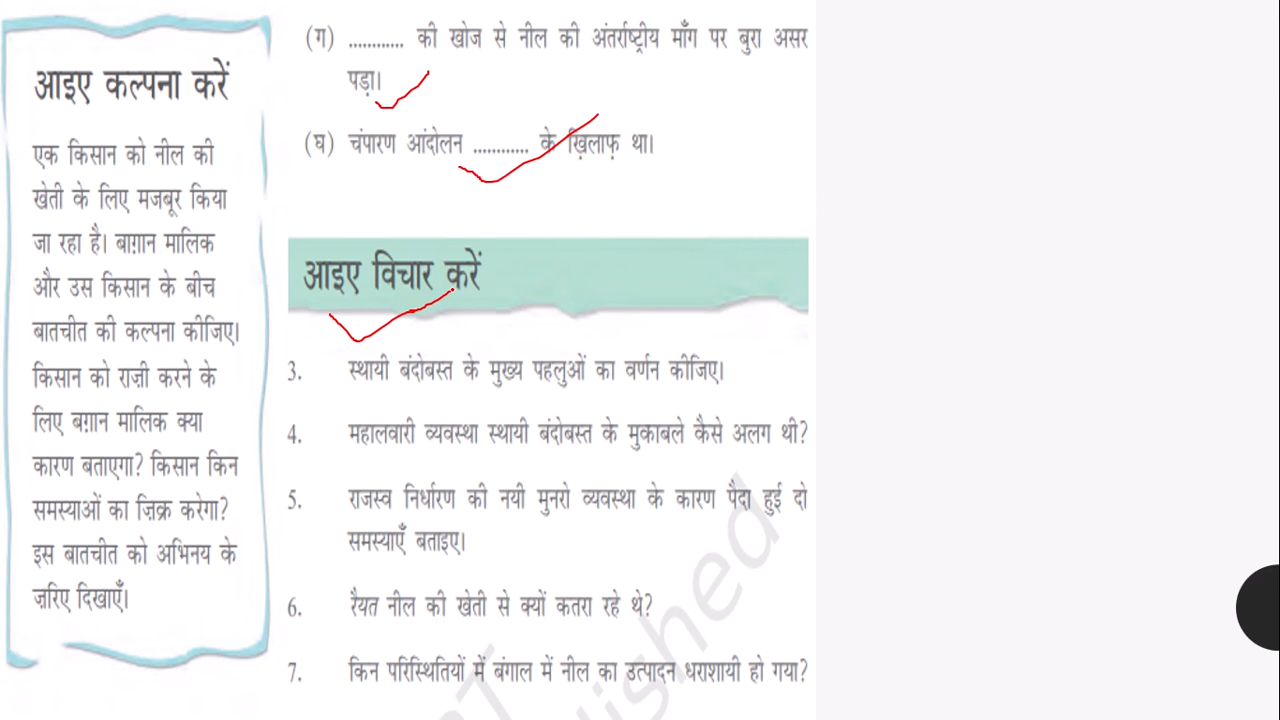 आइए कल्पना करें
एक किसान को नील की
खेती के लिए मजबूर किया
जा रहा है। बाग़ान मालिक
और उस किसान के बीच
बातचीत की कल्पना कीजिए।
किसान को राज़ी करने के
लिए बग़ान मालिक क्या
कारण बताएगा? किसान किन
समस्याओं का ज़िक्र करेगा?
इस बातचीत को अभिनय के
ज़रिए दिखाएँ।
(ग) ............ की खोज से नील की अंतर्राष्ट्रीय माँग पर बुरा असर
पड़ा।
(घ) चंपारण आंदोलन ............ के ख़िलाफ़ था।
आइए विचार करें
3. स्थायी बंदोबस्त के मुख्य पहलुओं का वर्णन कीजिए।
4. महालवारी व्यवस्था स्थायी बंदोबस्त के मुकाबले कैसे अलग थी?
5. राजस्व निर्धारण की नयी मुनरो व्यवस्था के कारण पैदा हुई दो
समस्याएँ बताइए।
6. रैयत नील की खेती से क्यों कतरा रहे थे?
7. किन परिस्थितियों में बंगाल में नील का उत्पादन धराशायी हो गया?